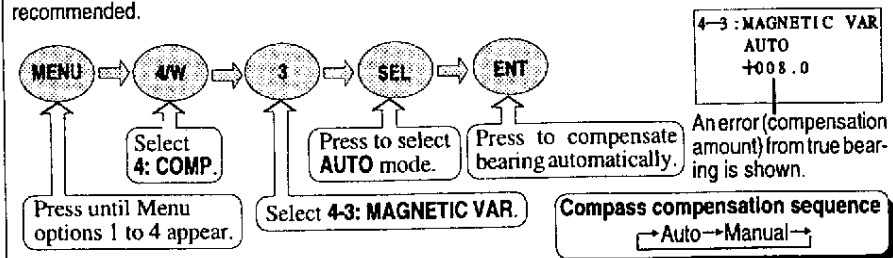 recommended.
MENU
4/W
3
SEL
ENT
Select
4: COMP.
Press to select
AUTO mode.
Press to compensate
bearing automatically.
Press until Menu
options 1 to 4 appear.
Select 4-3: MAGNETIC VAR.
4-3:MAGNETIC VAR
AUTO
+008.0
An error (compensation
amount) from true bear-
ing is shown.
Compass compensation sequence
→Auto→Manual→